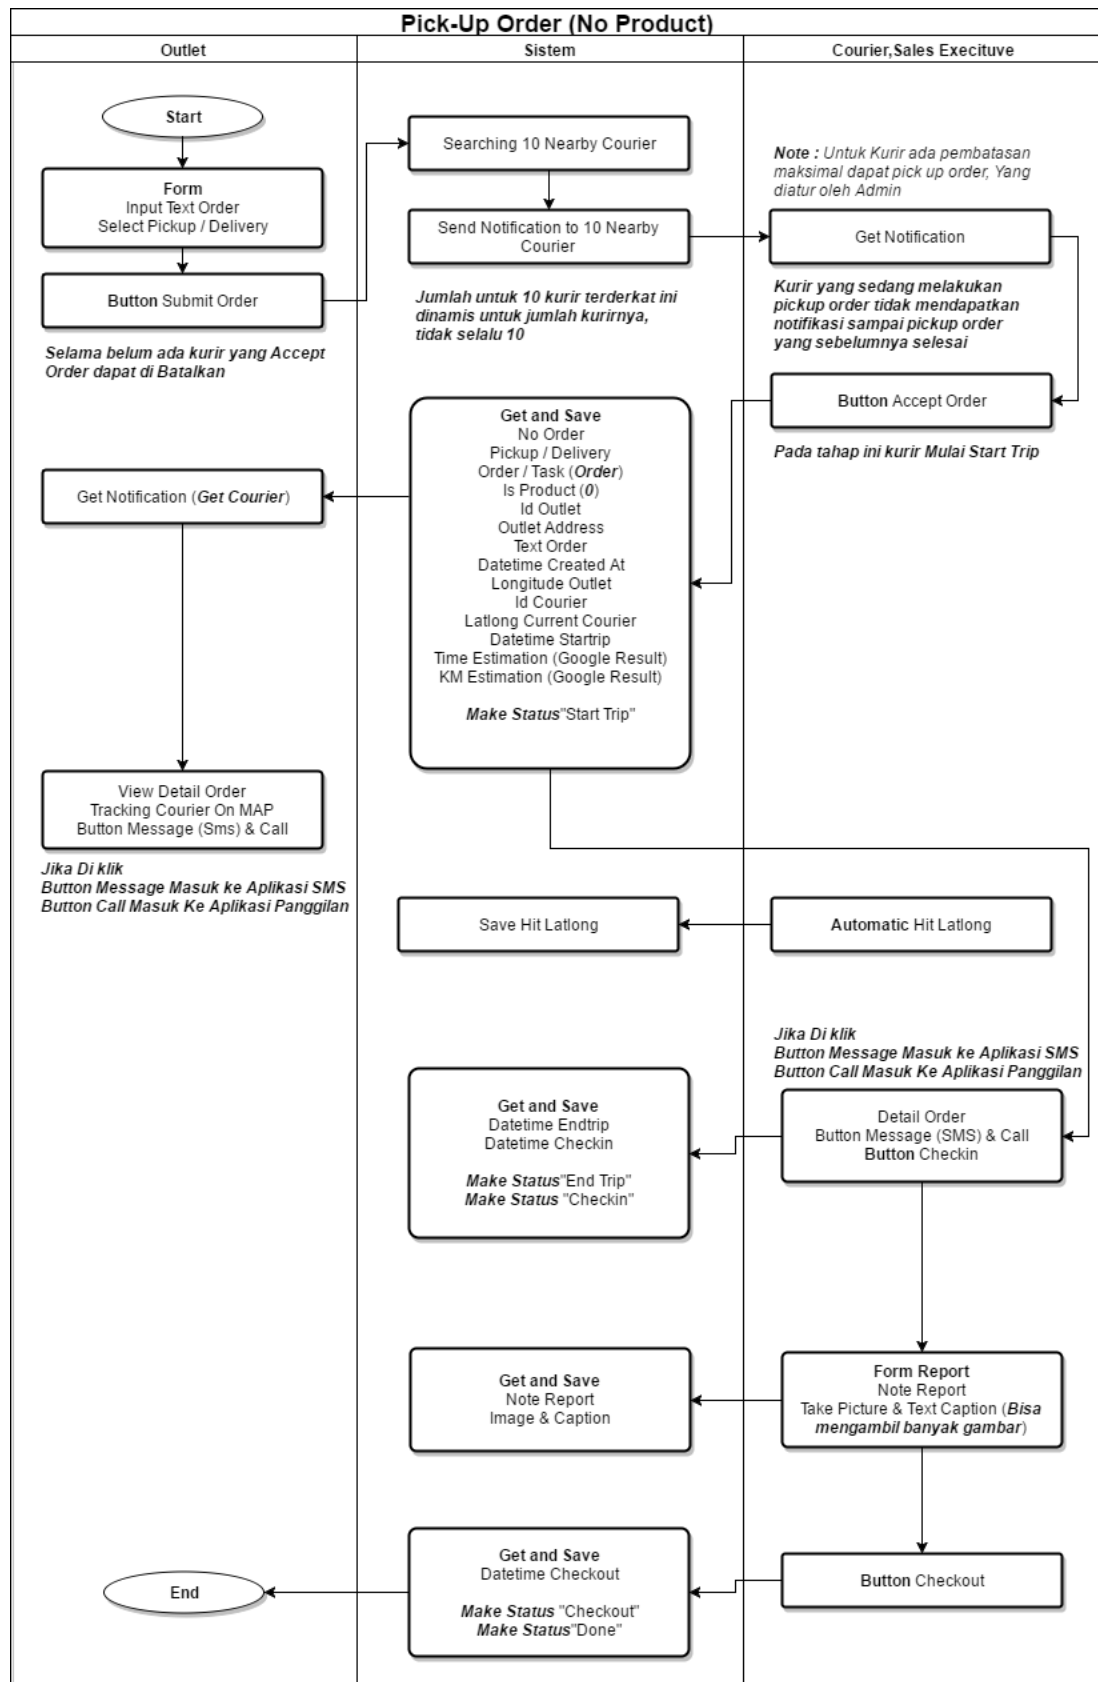 Pick-Up Order (No Product)
Outlet
Sistem
Courier,Sales Execituve
Start
Form
Input Text Order
Select Pickup / Delivery
Button Submit Order
Selama belum ada kurir yang Accept
Order dapat di Batalkan
Searching 10 Nearby Courier
Send Notification to 10 Nearby
Courier
Jumlah untuk 10 kurir terderkat ini
dinamis untuk jumlah kurirnya,
tidak selalu 10
Note : Untuk Kurir ada pembatasan
maksimal dapat pick up order, Yang
diatur oleh Admin
Get Notification
Kurir yang sedang melakukan
pickup order tidak mendapatkan
notifikasi sampai pickup order
yang sebelumnya selesai
Button Accept Order
Pada tahap ini kurir Mulai Start Trip
Get and Save
No Order
Pickup / Delivery
Order / Task (Order)
Is Product (0)
Id Outlet
Outlet Address
Text Order
Datetime Created At
Longitude Outlet
Id Courier
Latlong Current Courier
Datetime Startrip
Time Estimation (Google Result)
KM Estimation (Google Result)
Make Status"Start Trip"
Get Notification (Get Courier)
View Detail Order
Tracking Courier On MAP
Button Message (Sms) & Call
Jika Di klik
Button Message Masuk ke Aplikasi SMS
Button Call Masuk Ke Aplikasi Panggilan
Save Hit Latlong
Automatic Hit Latlong
Jika Di klik
Button Message Masuk ke Aplikasi SMS
Button Call Masuk Ke Aplikasi Panggilan
Detail Order
Button Message (SMS) & Call
Button Checkin
Get and Save
Datetime Endtrip
Datetime Checkin
Make Status"End Trip"
Make Status "Checkin"
Form Report
Note Report
Take Picture & Text Caption (Bisa
mengambil banyak gambar)
Get and Save
Note Report
Image & Caption
Button Checkout
Get and Save
Datetime Checkout
Make Status "Checkout"
Make Status"Done"
End